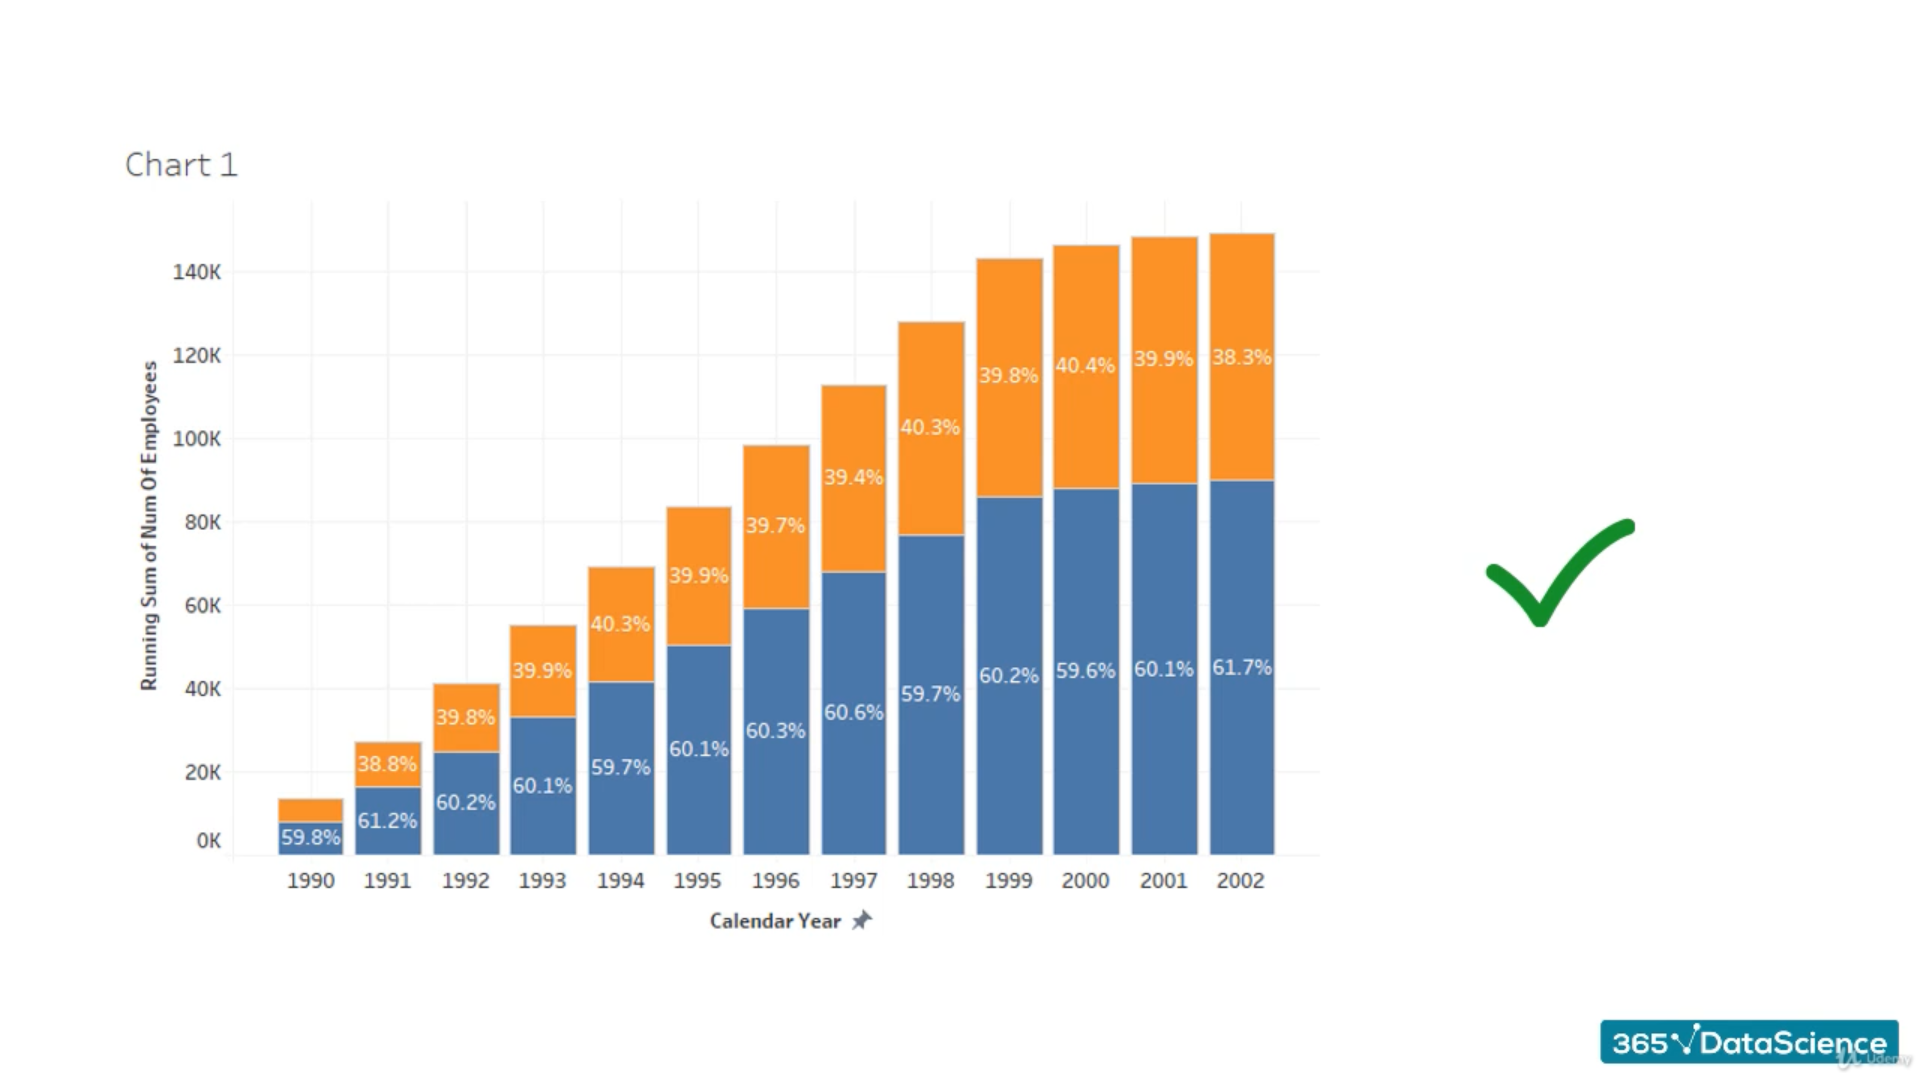 Chart 1
Running Sum of Num Of Employees
140K
120K
100K
80K
60K
40K
20K
0K
59.8%
38.8%
61.2%
39.8%
60.2%
39.9%
60.1%
40.3%
59.7%
39.9%
60.1%
39.7%
60.3%
39.4%
60.6%
40.3%
59.7%
39.8%
60.2%
40.4%
59.6%
39.9%
60.1%
38.3%
61.7%
1990 1991 1992 1993 1994 1995 1996 1997 1998 1999 2000 2001 2002
Calendar Year
365 DataScience
Udemy